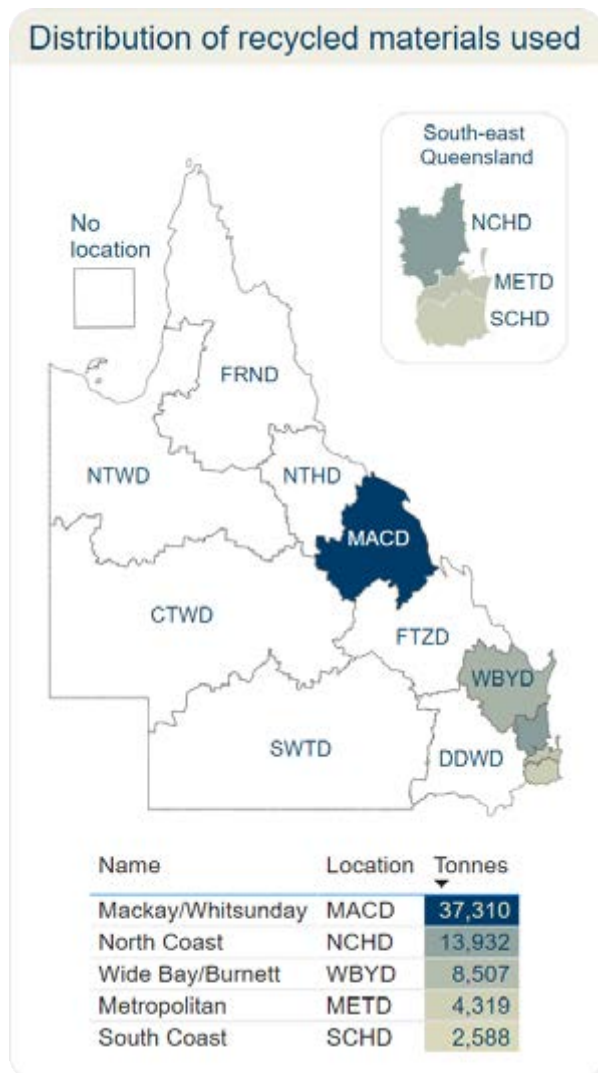 Distribution of recycled materials used
South-east
Queensland
NCHD
METD
SCHD
No
location
FRND
NTWD
NTHD
MACD
CTWD
FTZD
WBYD
SWTD
DDWD
Name Location Tonnes
Mackay/Whitsunday MACD 37,310
North Coast NCHD 13,932
Wide Bay/Burnett WBYD 8,507
Metropolitan METD 4,319
South Coast SCHD 2,588